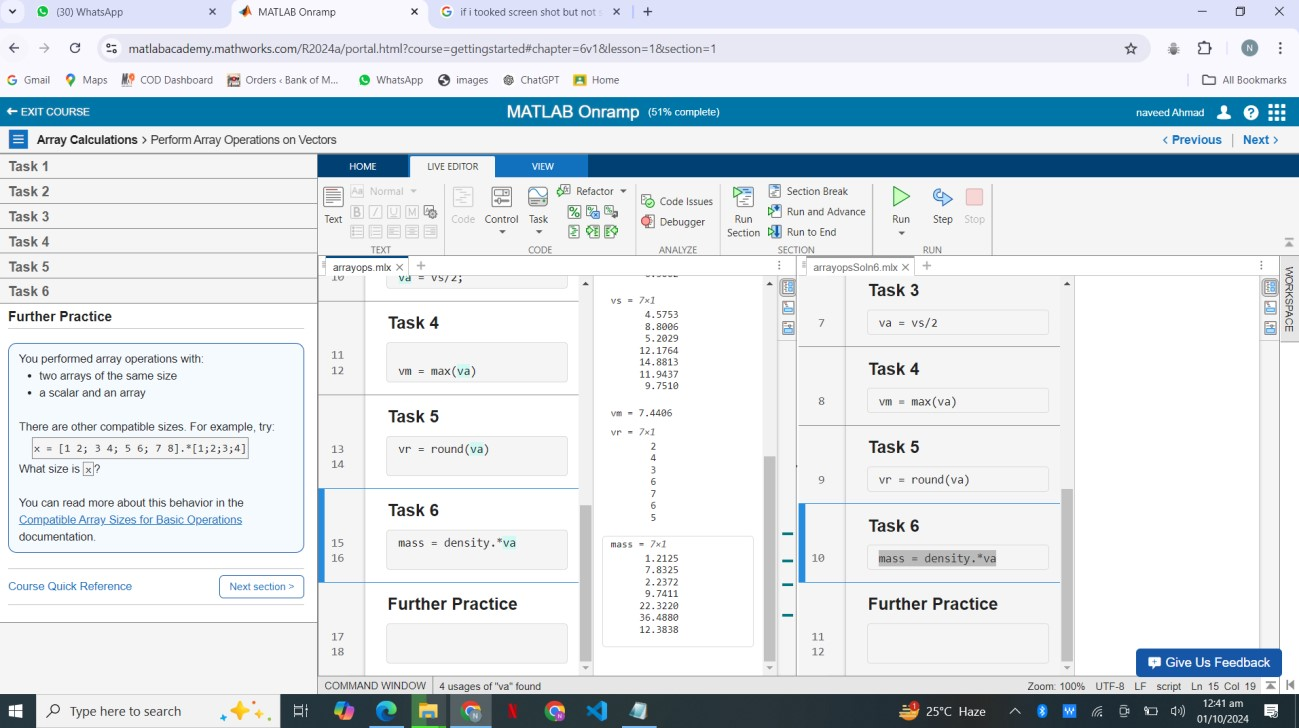 (30) WhatsApp
MATLAB Onramp
if i tooked screen shot but not s
matlabacademy.mathworks.com/R2024a/portal.html?course=gettingstarted#chapter=6v1&lesson=1&section=1
N
Gmail
Maps
COD Dashboard
Orders ‹ Bank of M...
WhatsApp
images
ChatGPT
Home
All Bookmarks
EXIT COURSE
MATLAB Onramp (51% complete)
naveed Ahmad
Array Calculations > Perform Array Operations on Vectors
< Previous
Next >
Task 1
Task 2
Task 3
Task 4
Task 5
Task 6
Further Practice
You performed array operations with:
• two arrays of the same size
• a scalar and an array
There are other compatible sizes. For example, try:
x = [1 2; 3 4; 5 6; 7 8].*[1;2;3;4]
What size is x?
You can read more about this behavior in the
Compatible Array Sizes for Basic Operations
documentation.
Course Quick Reference
Next section >
HOME
LIVE EDITOR
VIEW
Text
Aa Normal
B I U M
TEXT
Code
Control
Task
Refactor
CODE
Code Issues
Debugger
ANALYZE
Run Section
Section Break
Run and Advance
Run to End
SECTION
Run
Step
Stop
RUN
arrayops.mlx
10
va = vs/2;
Task 4
11
12
vm = max(va)
Task 5
13
vr = round(va)
14
Task 6
15
mass = density.*va
16
Further Practice
17
18
vs = 7×1
4.5753
8.8006
5.2029
12.1764
14.8813
11.9437
9.7510
vm = 7.4406
vr = 7×1
2
4
3
6
7
6
5
mass = 7×1
1.2125
7.8325
2.2372
9.7411
22.3220
36.4880
12.3838
arrayopsSoln6.mlx
Task 3
7
va = vs/2
Task 4
8
vm = max(va)
Task 5
9
vr = round(va)
Task 6
10
mass = density.*va
Further Practice
11
12
WORKSPACE
Give Us Feedback
COMMAND WINDOW
4 usages of "va" found
Zoom: 100%
UTF-8
LF
script
Ln 15 Col 19
Type here to search
25°C Haze
12:41 am
01/10/2024